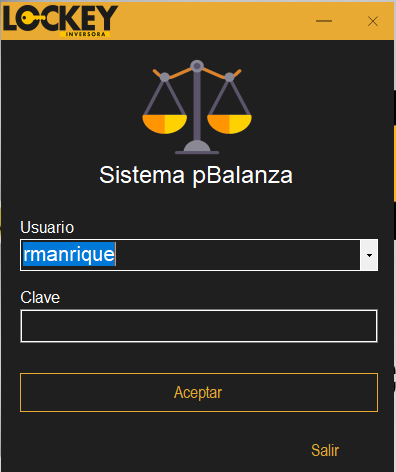 LOCKEY
INVERSORA
Sistema pBalanza
Usuario
rmanrique
Clave
Aceptar
Salir